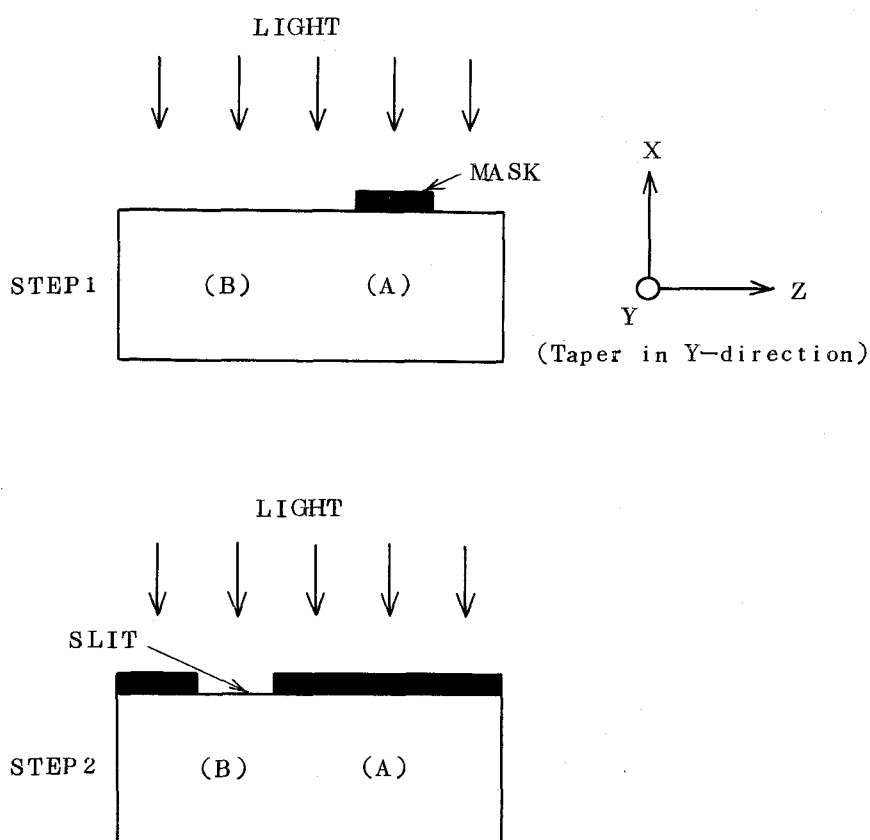 LIGHT
MASK
X
STEP1
(B)
(A)
Y
Z
(Taper in Y-direction)
LIGHT
SLIT
STEP2
(B)
(A)